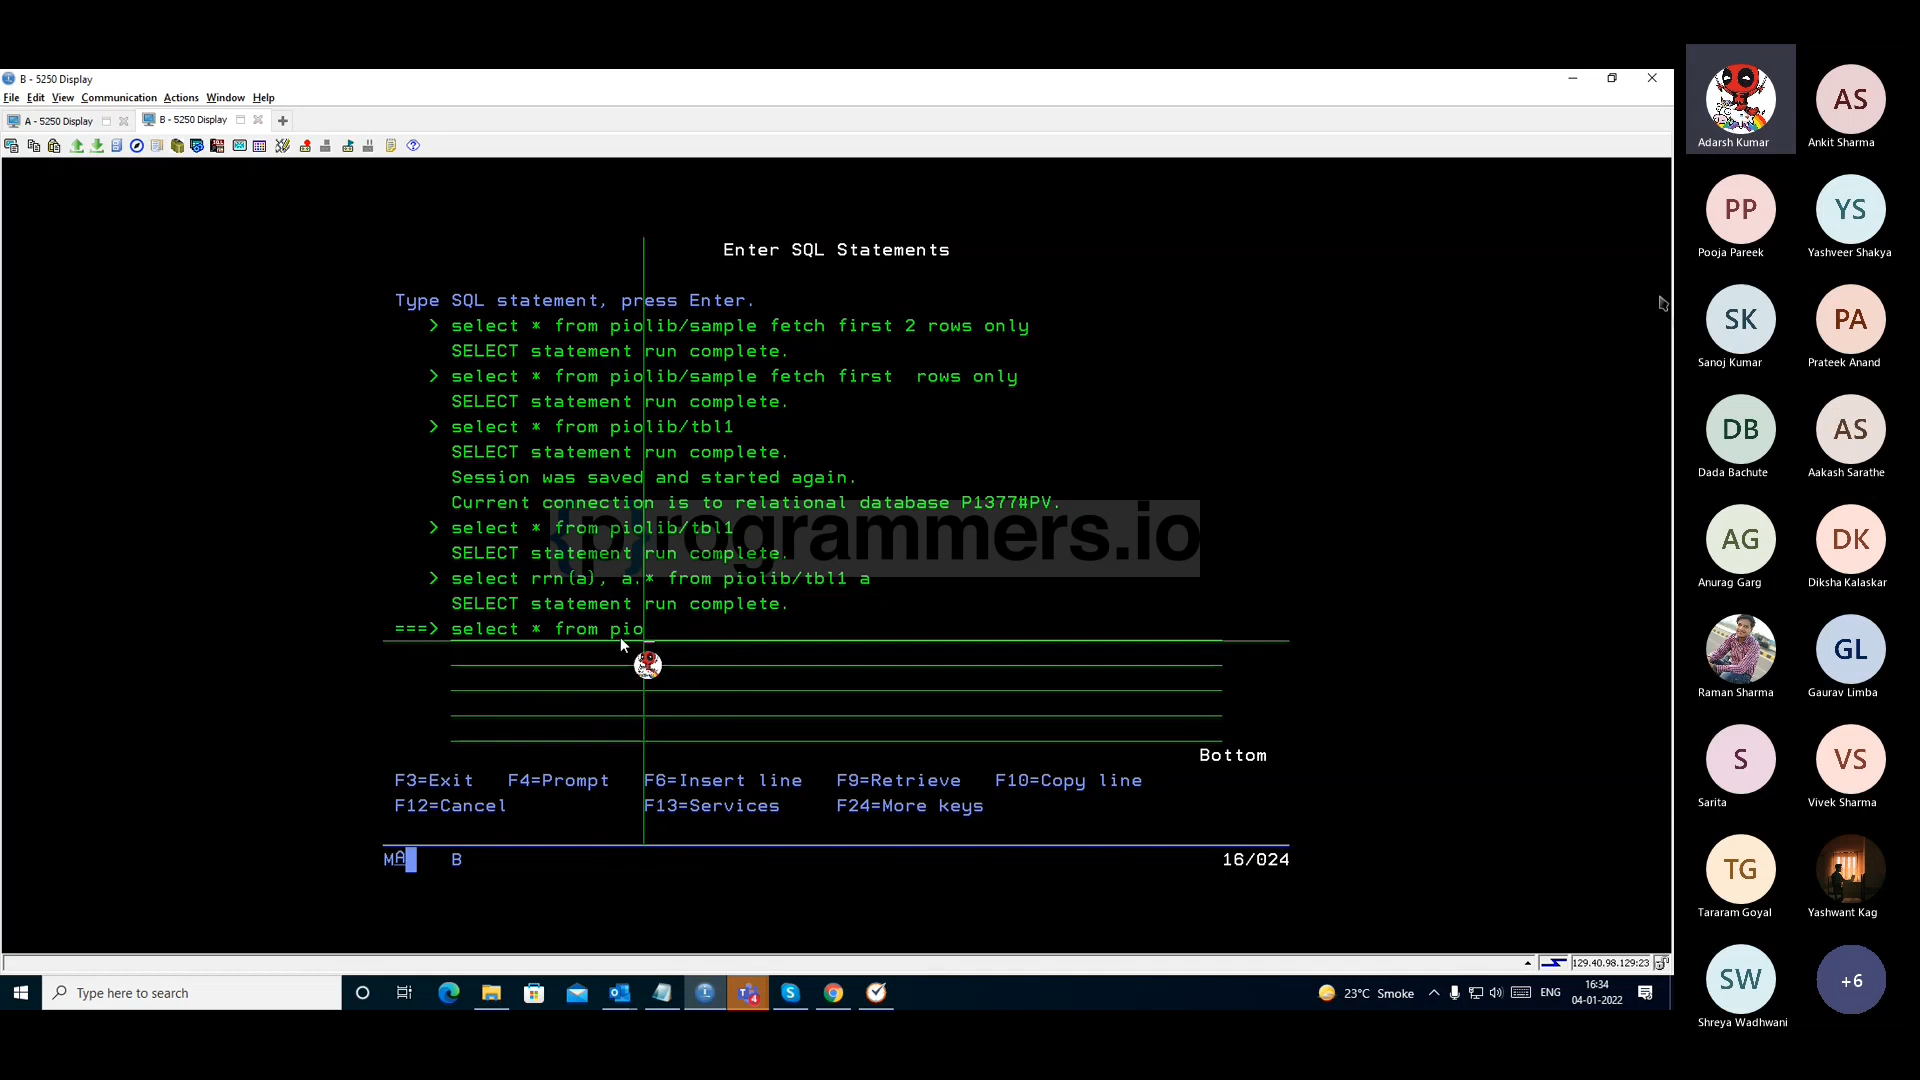 B - 5250 Display
File Edit View Communication Actions Window Help
A - 5250 Display
B - 5250 Display
Enter SQL Statements
Type SQL statement, press Enter.
> select * from piolib/sample fetch first 2 rows only
SELECT statement run complete.
> select * from piolib/sample fetch first  rows only
SELECT statement run complete.
> select * from piolib/tbl1
SELECT statement run complete.
Session was saved and started again.
Current connection is to relational database P1377#PV.
> select * from piolib/tbl1
SELECT statement run complete.
> select rrn(a), a.* from piolib/tbl1 a
SELECT statement run complete.
===> select * from pio
{p}rogrammers.io
Bottom
F3=Exit F4=Prompt F6=Insert line F9=Retrieve F10=Copy line
F12=Cancel F13=Services F24=More keys
MA B 16/024
129.40.98.129:23
Type here to search
4
23°C Smoke
ENG
16:34
04-01-2022
Adarsh Kumar
AS
Ankit Sharma
PP
Pooja Pareek
YS
Yashveer Shakya
SK
Sanoj Kumar
PA
Prateek Anand
DB
Dada Bachute
AS
Aakash Sarathe
AG
Anurag Garg
DK
Diksha Kalaskar
Raman Sharma
GL
Gaurav Limba
S
Sarita
VS
Vivek Sharma
TG
Tararam Goyal
Yashwant Kag
SW
Shreya Wadhwani
+6